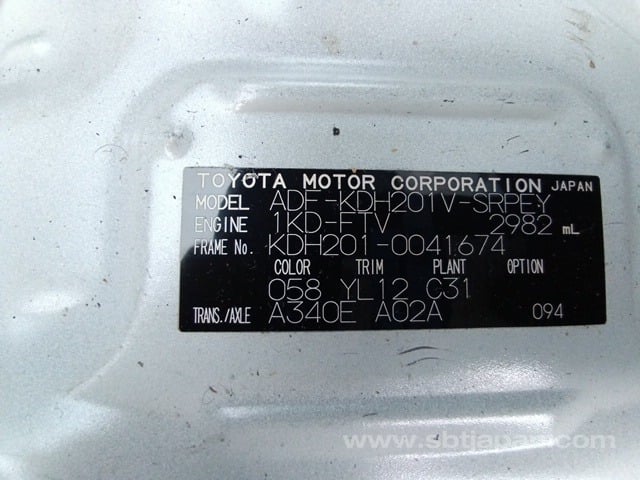 TOYOTA MOTOR CORPORATION JAPAN
MODEL ADF-KDH201V-SRPEY
ENGINE 1KD-FTV 2982 mL
FRAME No. KDH201-0041674
COLOR TRIM PLANT OPTION
058 YL12 C31
TRANS./AXLE A340E A02A 094
www.sbtjapan.com